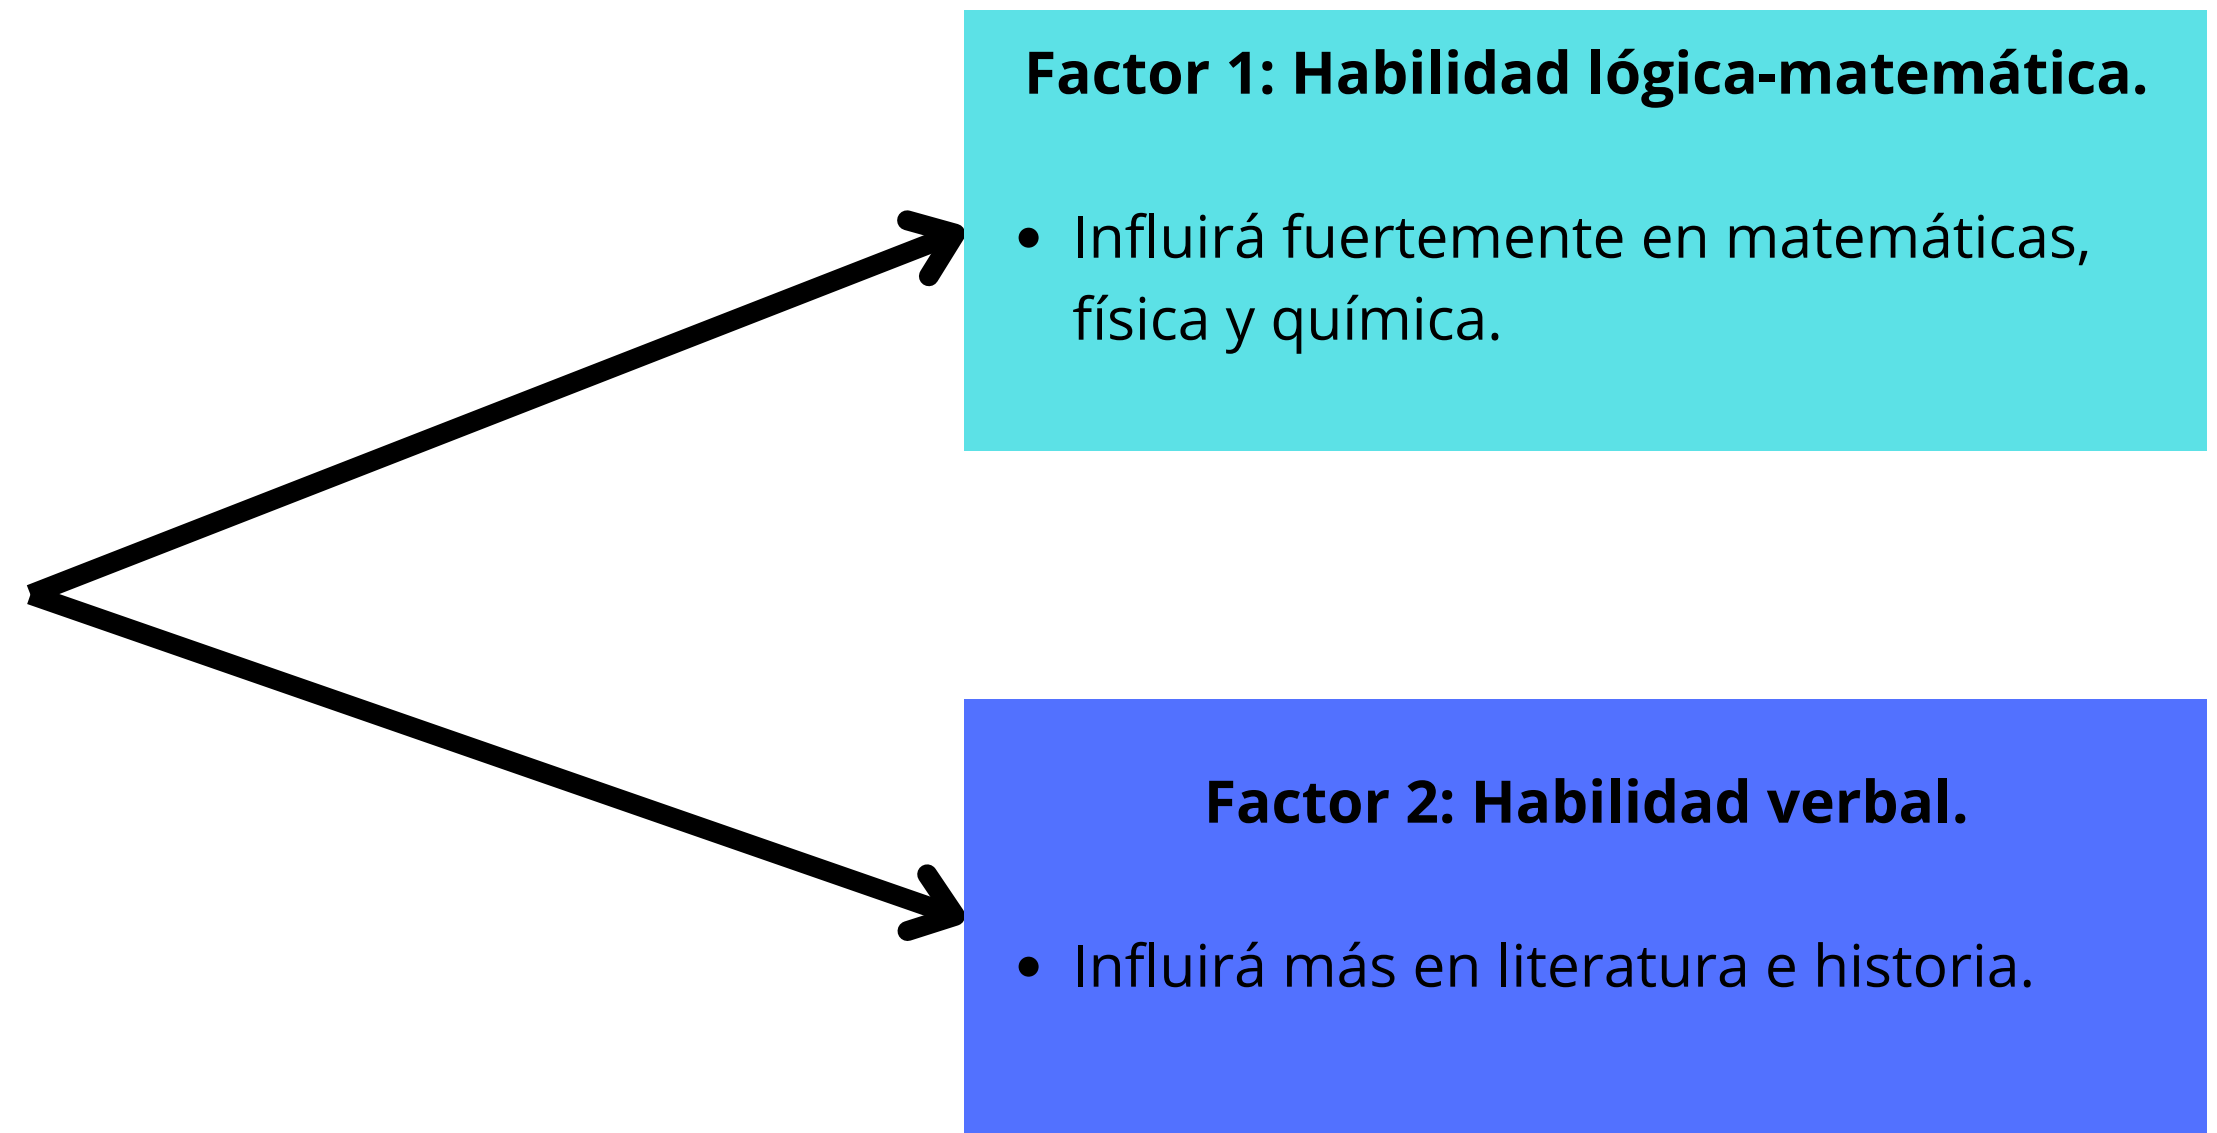 Factor 1: Habilidad lógica-matemática.
• Influirá fuertemente en matemáticas,
física y química.
Factor 2: Habilidad verbal.
• Influirá más en literatura e historia.